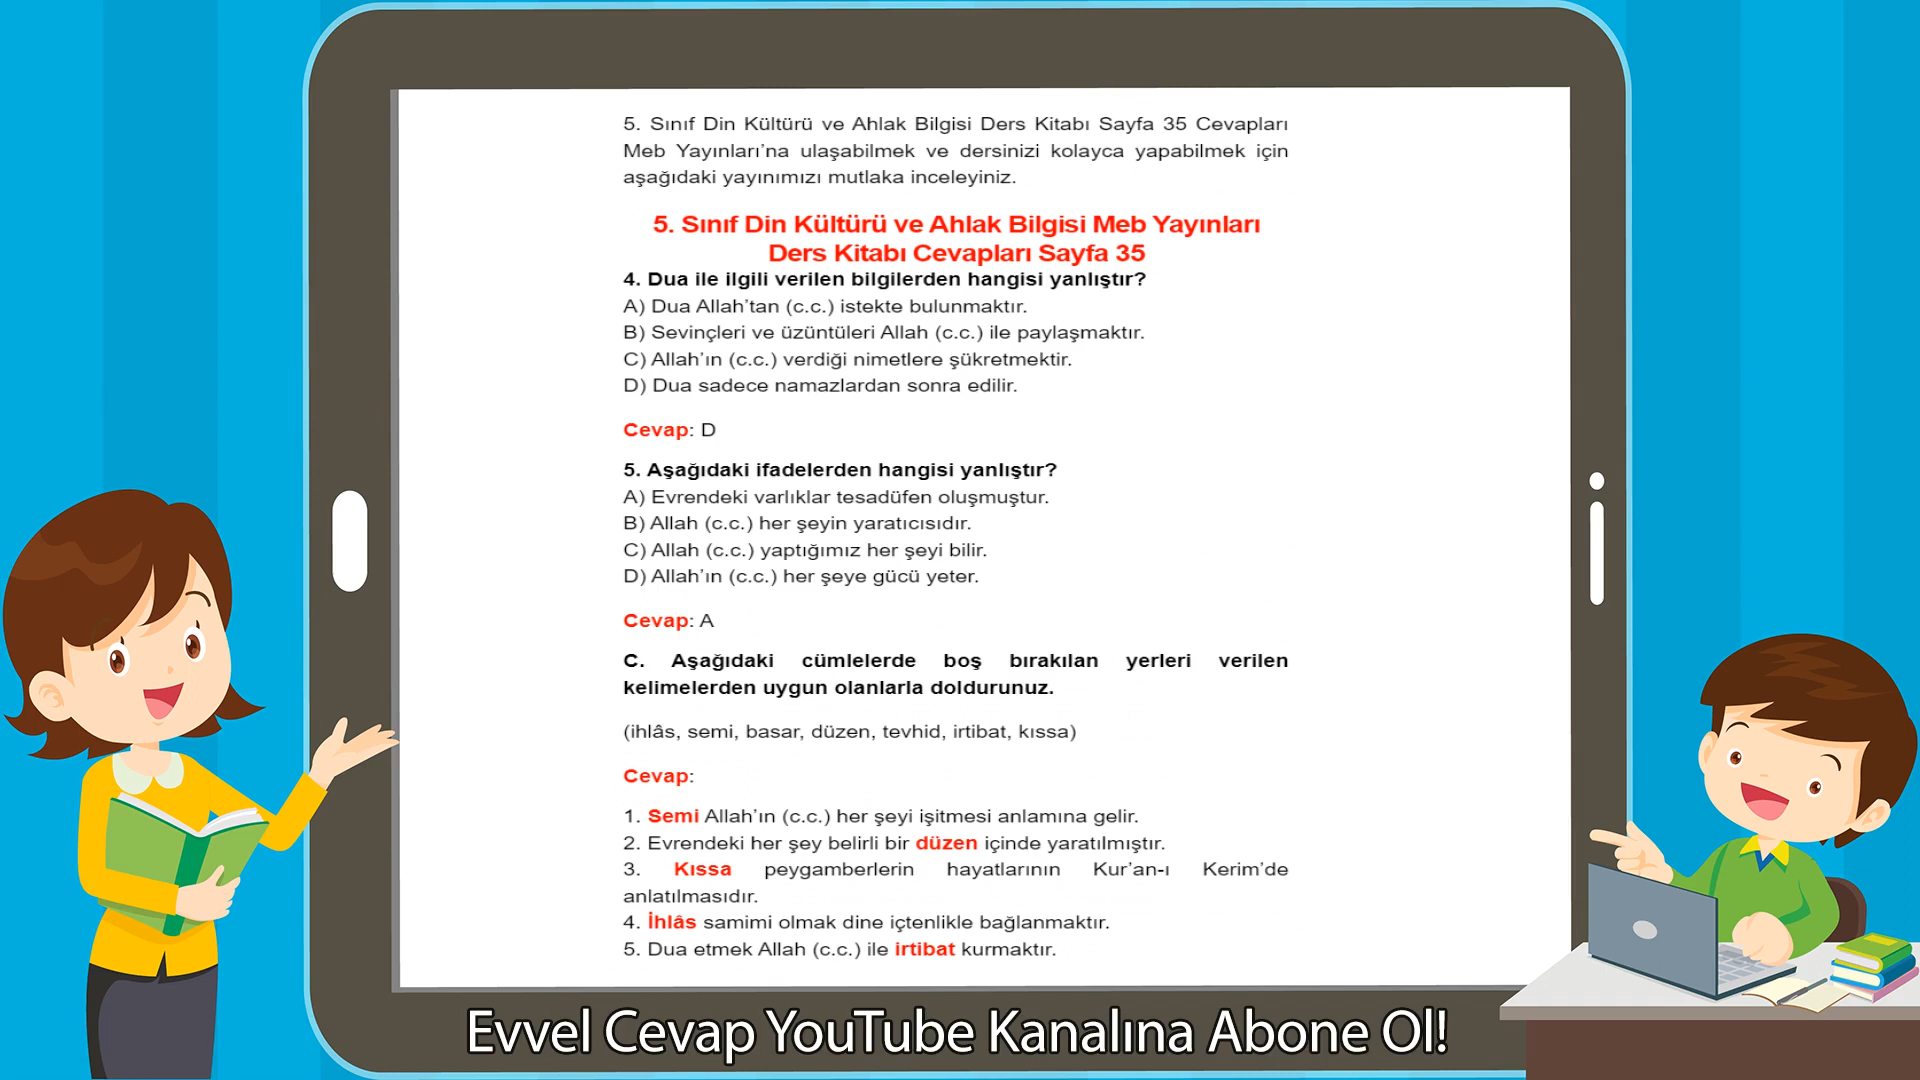 5. Sınıf Din Kültürü ve Ahlak Bilgisi Ders Kitabı Sayfa 35 Cevapları
Meb Yayınları’na ulaşabilmek ve dersinizi kolayca yapabilmek için
aşağıdaki yayınımızı mutlaka inceleyiniz.
5. Sınıf Din Kültürü ve Ahlak Bilgisi Meb Yayınları
Ders Kitabı Cevapları Sayfa 35
4. Dua ile ilgili verilen bilgilerden hangisi yanlıştır?
A) Dua Allah’tan (c.c.) istekte bulunmaktır.
B) Sevinçleri ve üzüntüleri Allah (c.c.) ile paylaşmaktır.
C) Allah’ın (c.c.) verdiği nimetlere şükretmektir.
D) Dua sadece namazlardan sonra edilir.
Cevap: D
5. Aşağıdaki ifadelerden hangisi yanlıştır?
A) Evrendeki varlıklar tesadüfen oluşmuştur.
B) Allah (c.c.) her şeyin yaratıcısıdır.
C) Allah (c.c.) yaptığımız her şeyi bilir.
D) Allah’ın (c.c.) her şeye gücü yeter.
Cevap: A
C. Aşağıdaki cümlelerde boş bırakılan yerleri verilen
kelimelerden uygun olanlarla doldurunuz.
(ihlâs, semi, basar, düzen, tevhid, irtibat, kıssa)
Cevap:
1. Semi Allah’ın (c.c.) her şeyi işitmesi anlamına gelir.
2. Evrendeki her şey belirli bir düzen içinde yaratılmıştır.
3. Kıssa peygamberlerin hayatlarının Kur’an-ı Kerim’de
anlatılmasıdır.
4. İhlâs samimi olmak dine içtenlikle bağlanmaktır.
5. Dua etmek Allah (c.c.) ile irtibat kurmaktır.
Evvel Cevap YouTube Kanalına Abone Ol!